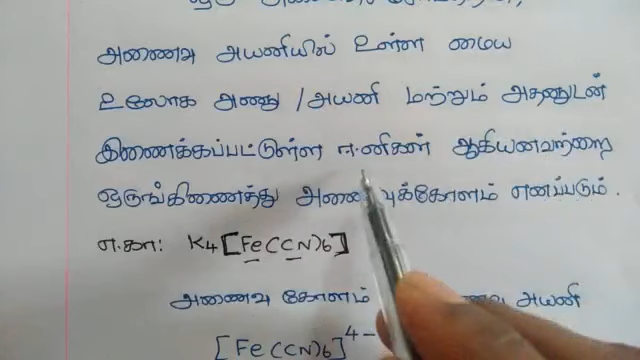 அணைவு அயனியில் உள்ள மைய
உலோக அணு / அயனி மற்றும் அதனுடன்
இணைக்கப்பட்டுள்ள ஈனிகள் ஆகியனவற்றை
ஒருங்கிணைத்து அணைவுக்கோளம் எனப்படும்.
எ.கா: K₄[Fe(CN)₆]
அணைவு கோளம் அயனி
[Fe(CN)₆]⁴⁻